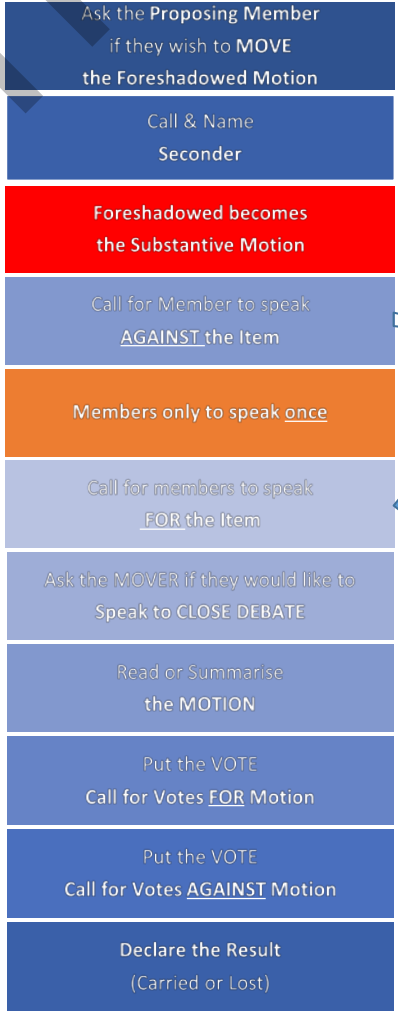 Ask the Proposing Member
if they wish to MOVE
the Foreshadowed Motion
Call & Name
Seconder
Foreshadowed becomes
the Substantive Motion
Call for Member to speak
AGAINST the Item
Members only to speak once
Call for members to speak
FOR the Item
Ask the MOVER if they would like to
Speak to CLOSE DEBATE
Read or Summarise
the MOTION
Put the VOTE
Call for Votes FOR Motion
Put the VOTE
Call for Votes AGAINST Motion
Declare the Result
(Carried or Lost)